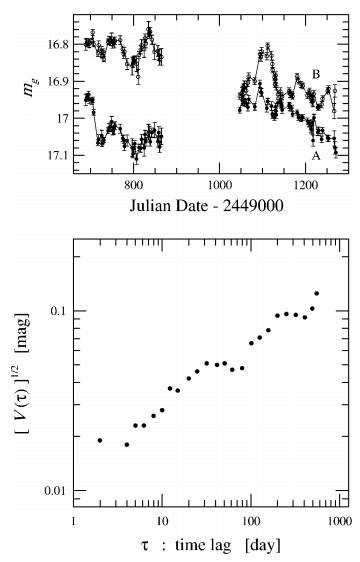 16.8
16.9
17
17.1
m_g
B
A
800
1000
1200
Julian Date - 2449000
0.1
0.01
[ V(τ) ]^1/2 [mag]
1
10
100
1000
τ : time lag [day]